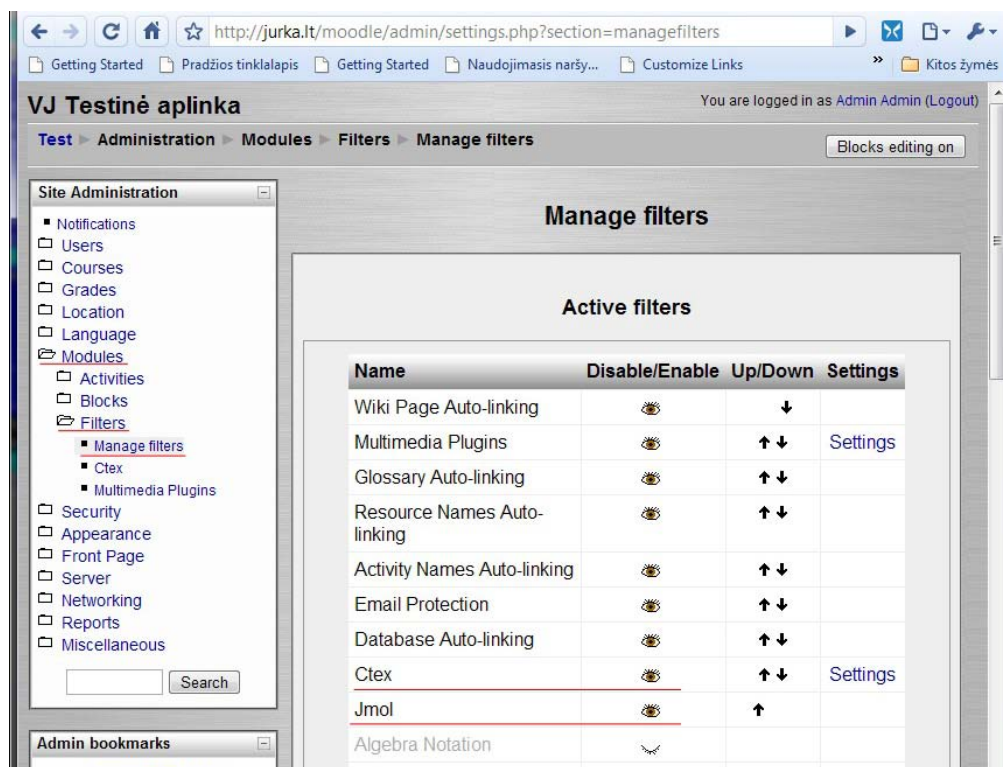 http://jurka.lt/moodle/admin/settings.php?section=managefilters
Getting Started Pradžios tinklalapis Getting Started Naudojimasis naršy... Customize Links » Kitos žymės
VJ Testinė aplinka
You are logged in as Admin Admin (Logout)
Test ► Administration ► Modules ► Filters ► Manage filters
Blocks editing on
Site Administration
Notifications
Users
Courses
Grades
Location
Language
Modules
Activities
Blocks
Filters
Manage filters
Ctex
Multimedia Plugins
Security
Appearance
Front Page
Server
Networking
Reports
Miscellaneous
Search
Admin bookmarks
Manage filters
Active filters
Name Disable/Enable Up/Down Settings
Wiki Page Auto-linking
Multimedia Plugins Settings
Glossary Auto-linking
Resource Names Auto-
linking
Activity Names Auto-linking
Email Protection
Database Auto-linking
Ctex Settings
Jmol
Algebra Notation